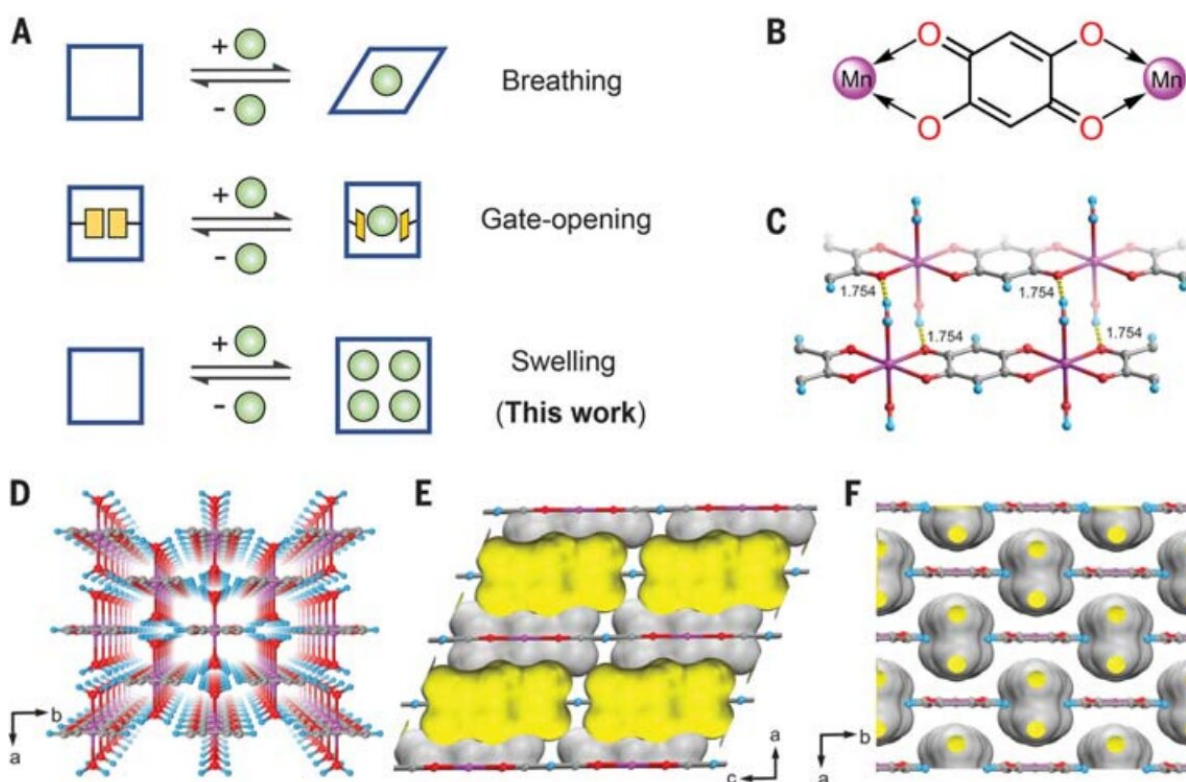 A
+
-
Breathing
+
-
Gate-opening
+
-
Swelling
(This work)
B
O
O
Mn
Mn
O
O
C
1.754
1.754
1.754
1.754
D
b
a
E
a
c
F
b
a